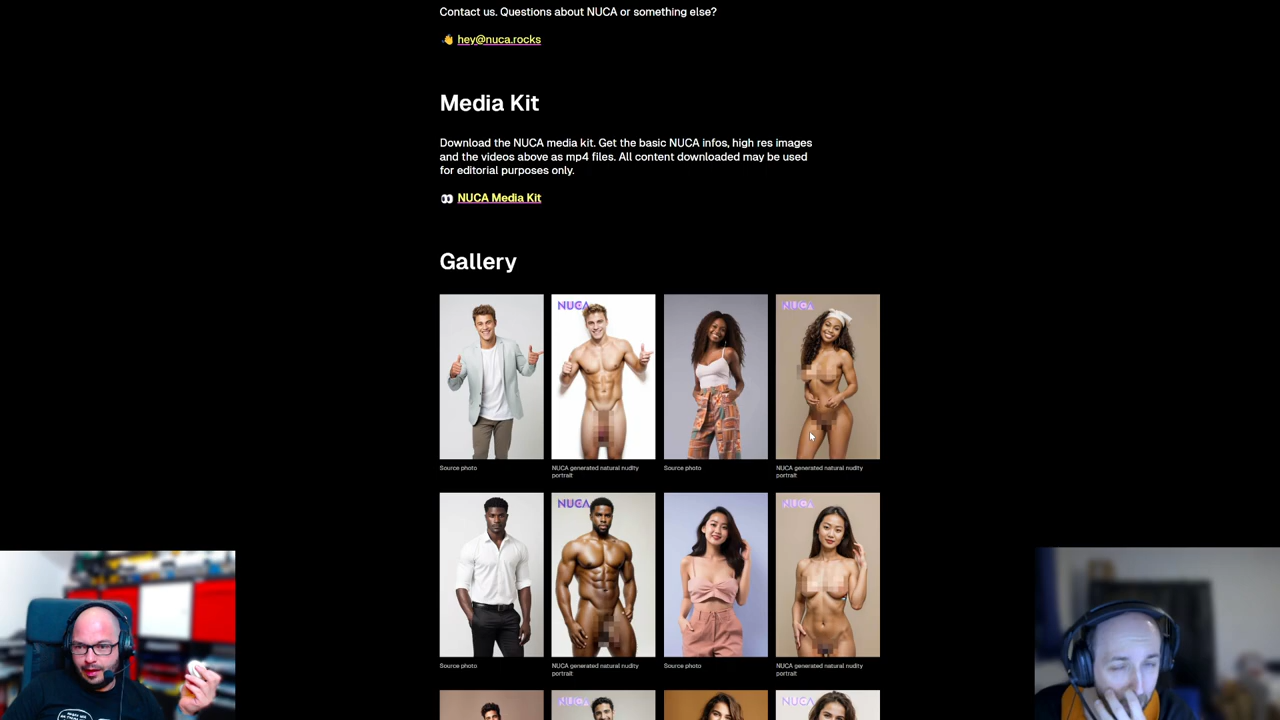 Contact us. Questions about NUCA or something else?
👋 hey@nuca.rocks
Media Kit
Download the NUCA media kit. Get the basic NUCA infos, high res images
and the videos above as mp4 files. All content downloaded may be used
for editorial purposes only.
👀 NUCA Media Kit
Gallery
NUCA
NUCA
Source photo
NUCA generated natural nudity
portrait
Source photo
NUCA generated natural nudity
portrait
NUCA
NUCA
Source photo
NUCA generated natural nudity
portrait
Source photo
NUCA generated natural nudity
portrait
NUCA
NUCA